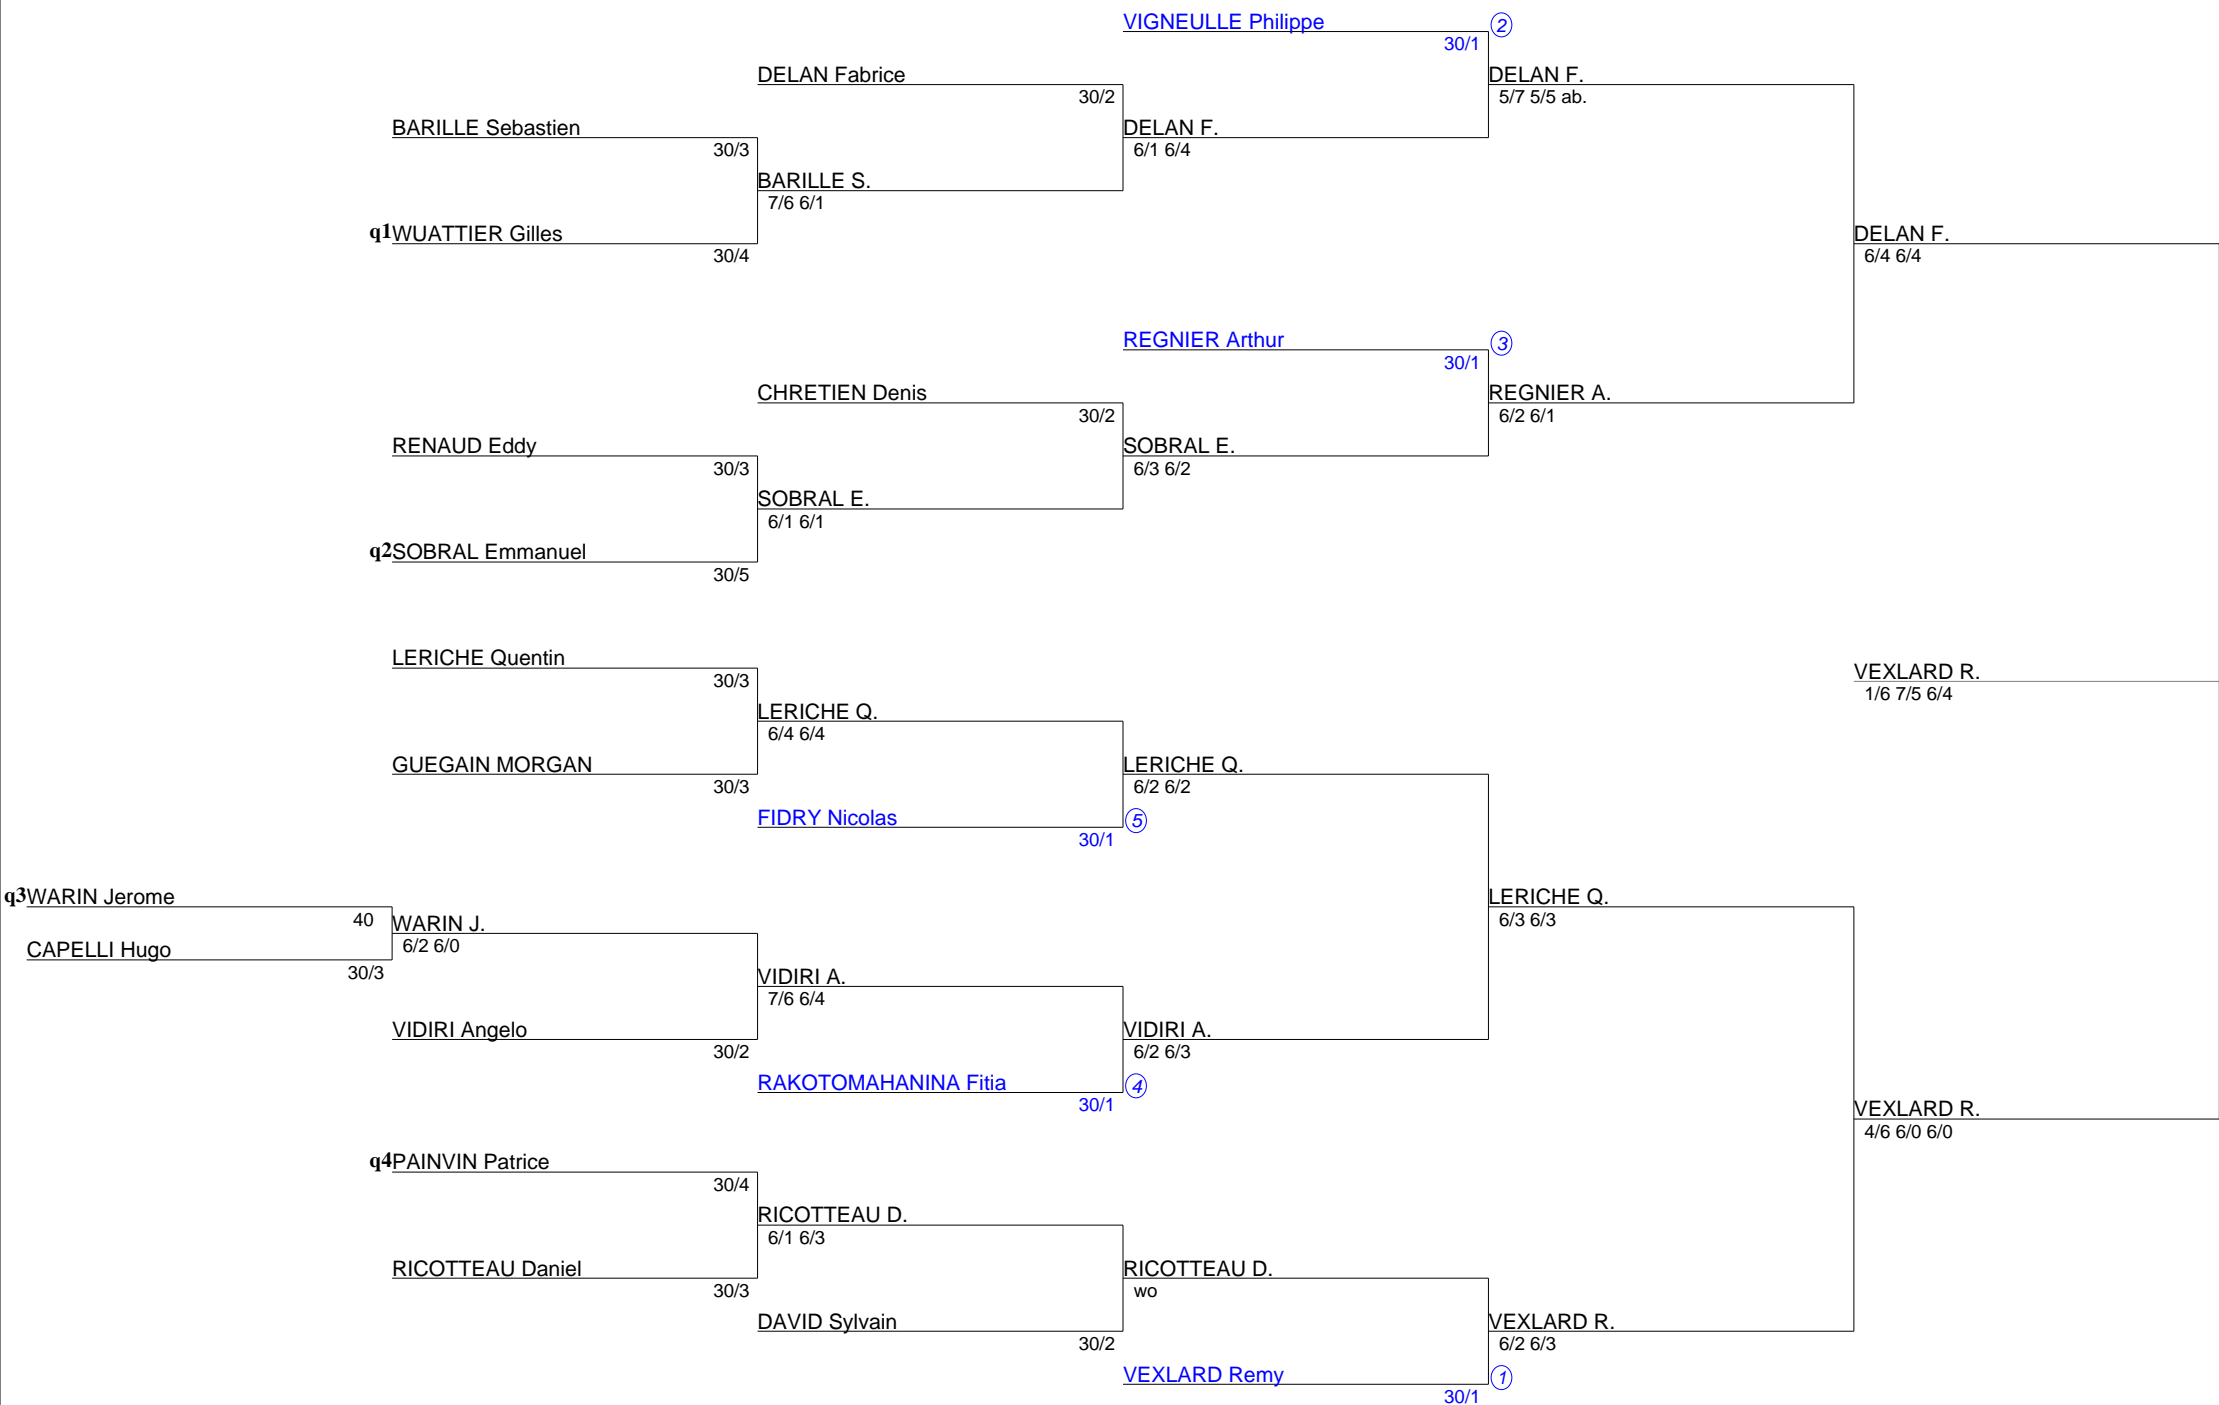 VIGNEULLE Philippe 2
30/1
DELAN Fabrice
DELAN F.
30/2
5/7 5/5 ab.
BARILLE Sebastien
DELAN F.
30/3
6/1 6/4
BARILLE S.
7/6 6/1
q1 WUATTIER Gilles
DELAN F.
30/4
6/4 6/4
REGNIER Arthur 3
30/1
CHRETIEN Denis
REGNIER A.
30/2
6/2 6/1
RENAUD Eddy
SOBRAL E.
30/3
6/3 6/2
SOBRAL E.
6/1 6/1
q2 SOBRAL Emmanuel
30/5
LERICHE Quentin
30/3
VEXLARD R.
1/6 7/5 6/4
LERICHE Q.
6/4 6/4
GUEGAIN MORGAN
LERICHE Q.
30/3
6/2 6/2
FIDRY Nicolas 5
30/1
q3 WARIN Jerome
LERICHE Q.
40
6/3 6/3
WARIN J.
6/2 6/0
CAPELLI Hugo
30/3
VIDIRI A.
7/6 6/4
VIDIRI Angelo
VIDIRI A.
30/2
6/2 6/3
RAKOTOMAHANINA Fitia 4
30/1
VEXLARD R.
4/6 6/0 6/0
q4 PAINVIN Patrice
30/4
RICOTTEAU D.
6/1 6/3
RICOTTEAU Daniel
RICOTTEAU D.
30/3
wo
DAVID Sylvain
VEXLARD R.
30/2
6/2 6/3
VEXLARD Remy 1
30/1